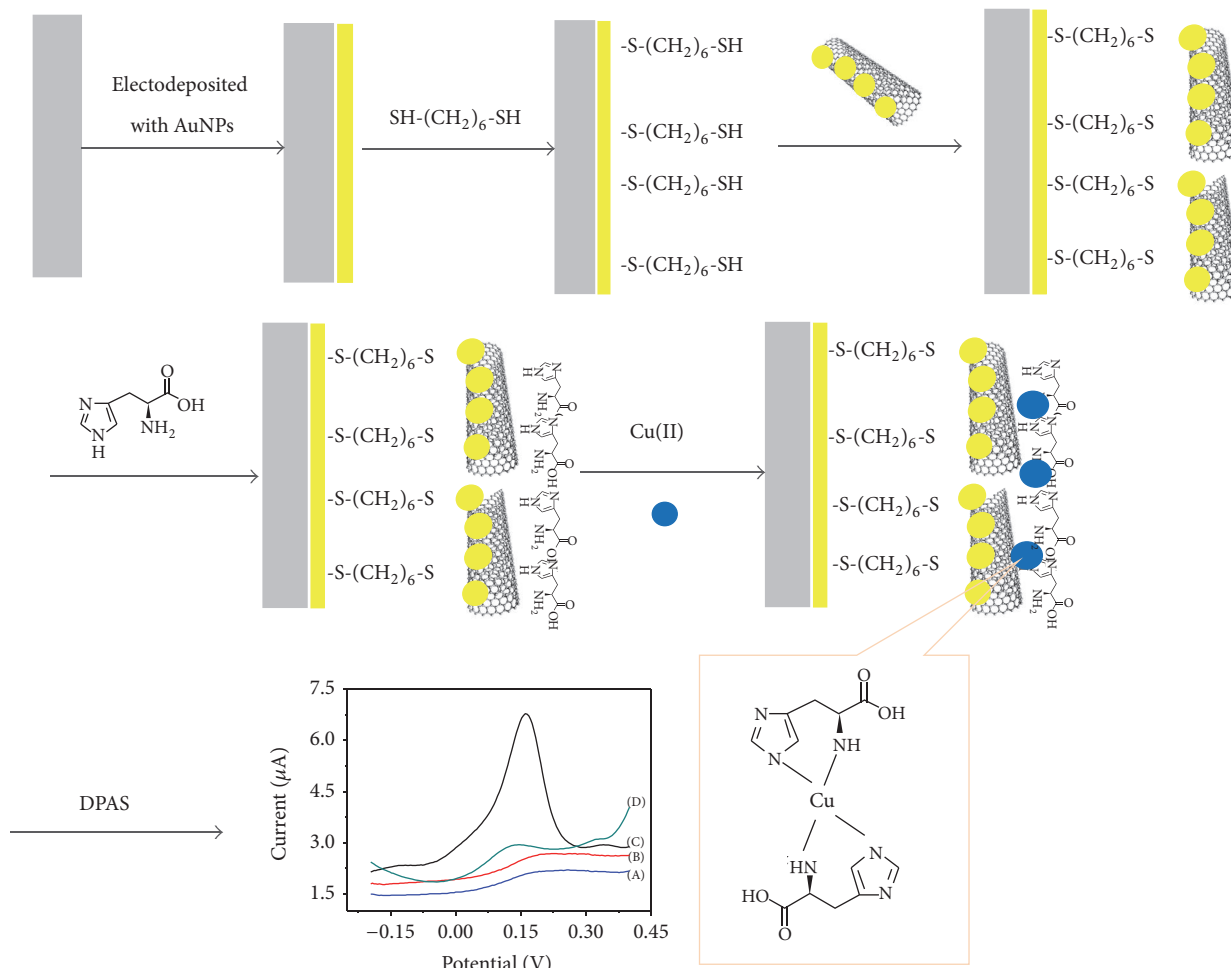 Electodeposited
with AuNPs
SH-(CH2)6-SH
-S-(CH2)6-SH
-S-(CH2)6-SH
-S-(CH2)6-SH
-S-(CH2)6-SH
-S-(CH2)6-S
-S-(CH2)6-S
-S-(CH2)6-S
-S-(CH2)6-S
O
OH
N
NH2
N
H
-S-(CH2)6-S
-S-(CH2)6-S
-S-(CH2)6-S
-S-(CH2)6-S
Cu(II)
-S-(CH2)6-S
-S-(CH2)6-S
-S-(CH2)6-S
-S-(CH2)6-S
DPAS
7.5
6.0
4.5
3.0
1.5
Current (μA)
(D)
(C)
(B)
(A)
−0.15
0.00
0.15
0.30
0.45
Potential (V)
O
OH
N
NH
N
Cu
HN
N
HO
N
O